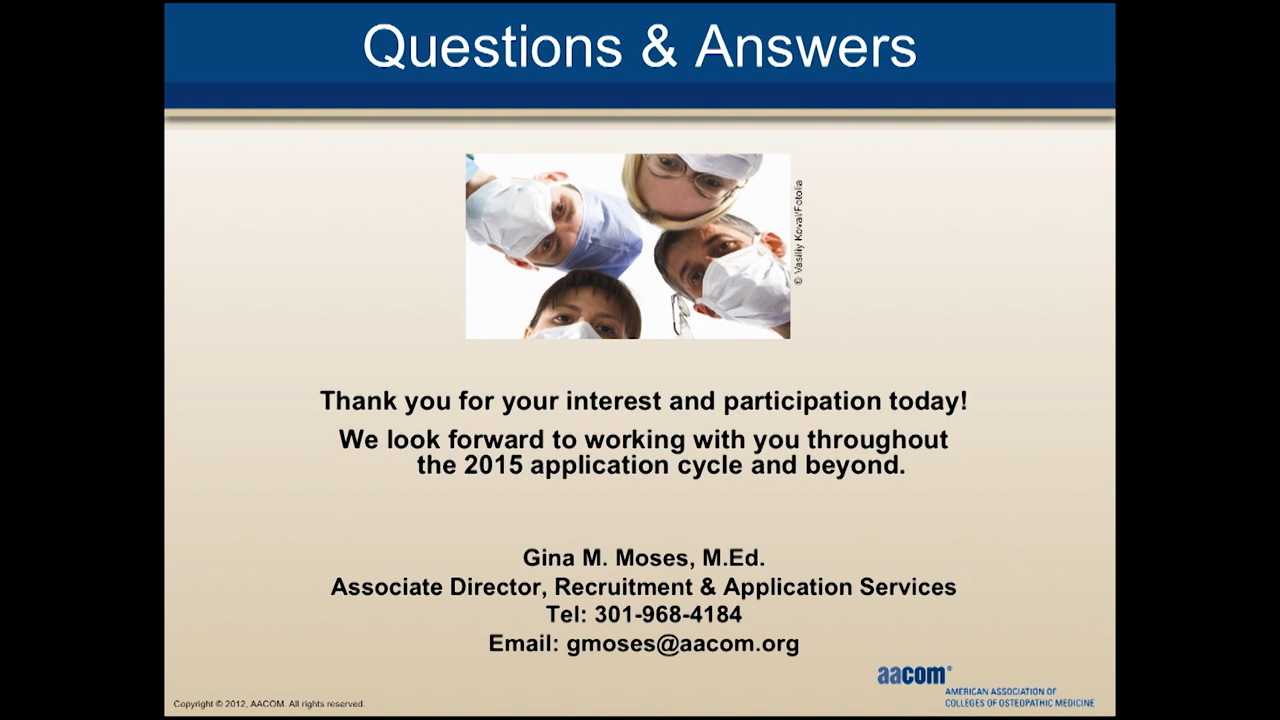 Questions & Answers
© Vasiliy Koval/Fotolia
Thank you for your interest and participation today!
We look forward to working with you throughout
the 2015 application cycle and beyond.
Gina M. Moses, M.Ed.
Associate Director, Recruitment & Application Services
Tel: 301-968-4184
Email: gmoses@aacom.org
aacom®
AMERICAN ASSOCIATION OF
COLLEGES OF OSTEOPATHIC MEDICINE
Copyright © 2012, AACOM. All rights reserved.